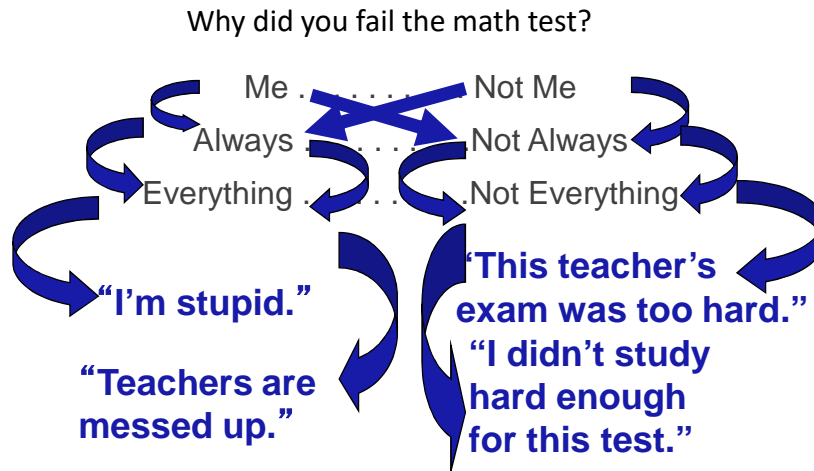 Why did you fail the math test?
Me . . . . . . . . . . . Not Me
Always . . . . . . . . . . .Not Always
Everything . . . . . . . . . . .Not Everything
“I’m stupid.”
“Teachers are
messed up.”
“This teacher’s
exam was too hard.”
“I didn’t study
hard enough
for this test.”